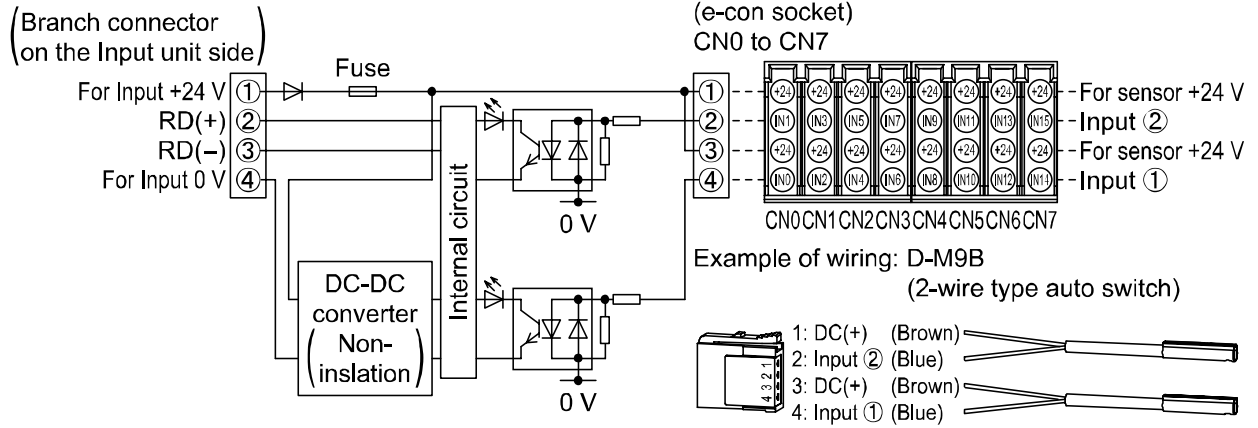 (Branch connector
on the Input unit side)
For Input +24 V ①
RD(+) ②
RD(−) ③
For Input 0 V ④
Fuse
Internal circuit
DC-DC
converter
(Non-
inslation)
0 V
0 V
①
②
③
④
(e-con socket)
CN0 to CN7
+24 +24 +24 +24 +24 +24 +24 +24 For sensor +24 V
IN1 IN3 IN5 IN7 IN9 IN11 IN13 IN15 Input ②
+24 +24 +24 +24 +24 +24 +24 +24 For sensor +24 V
IN0 IN2 IN4 IN6 IN8 IN10 IN12 IN14 Input ①
CN0 CN1 CN2 CN3 CN4 CN5 CN6 CN7
Example of wiring: D-M9B
(2-wire type auto switch)
4 3 2 1
1: DC(+) (Brown)
2: Input ② (Blue)
3: DC(+) (Brown)
4: Input ① (Blue)